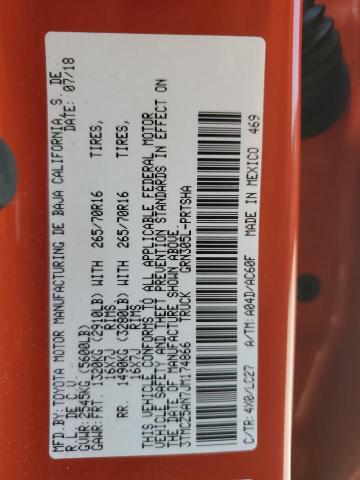 MFD.BY: TOYOTA MOTOR MANUFACTURING DE BAJA CALIFORNIA, S. DE
R.L. DE C.V. DATE: 07/18
GVWR: 2545KG (5600LB)
GAWR: FRT. 1320KG (2910LB) WITH 265/70R16 TIRES,
16X7J RIMS,
RR. 1490KG (3280LB) WITH 265/70R16 TIRES,
16X7J RIMS,
THIS VEHICLE CONFORMS TO ALL APPLICABLE FEDERAL MOTOR
VEHICLE SAFETY AND THEFT PREVENTION STANDARDS IN EFFECT ON
THE DATE OF MANUFACTURE SHOWN ABOVE.
3TMCZ5AN7JM174866 TRUCK GRN305L-PRTSHA
C/TR: 4X0/LC27 A/TM: A04D/AC60F MADE IN MEXICO 469